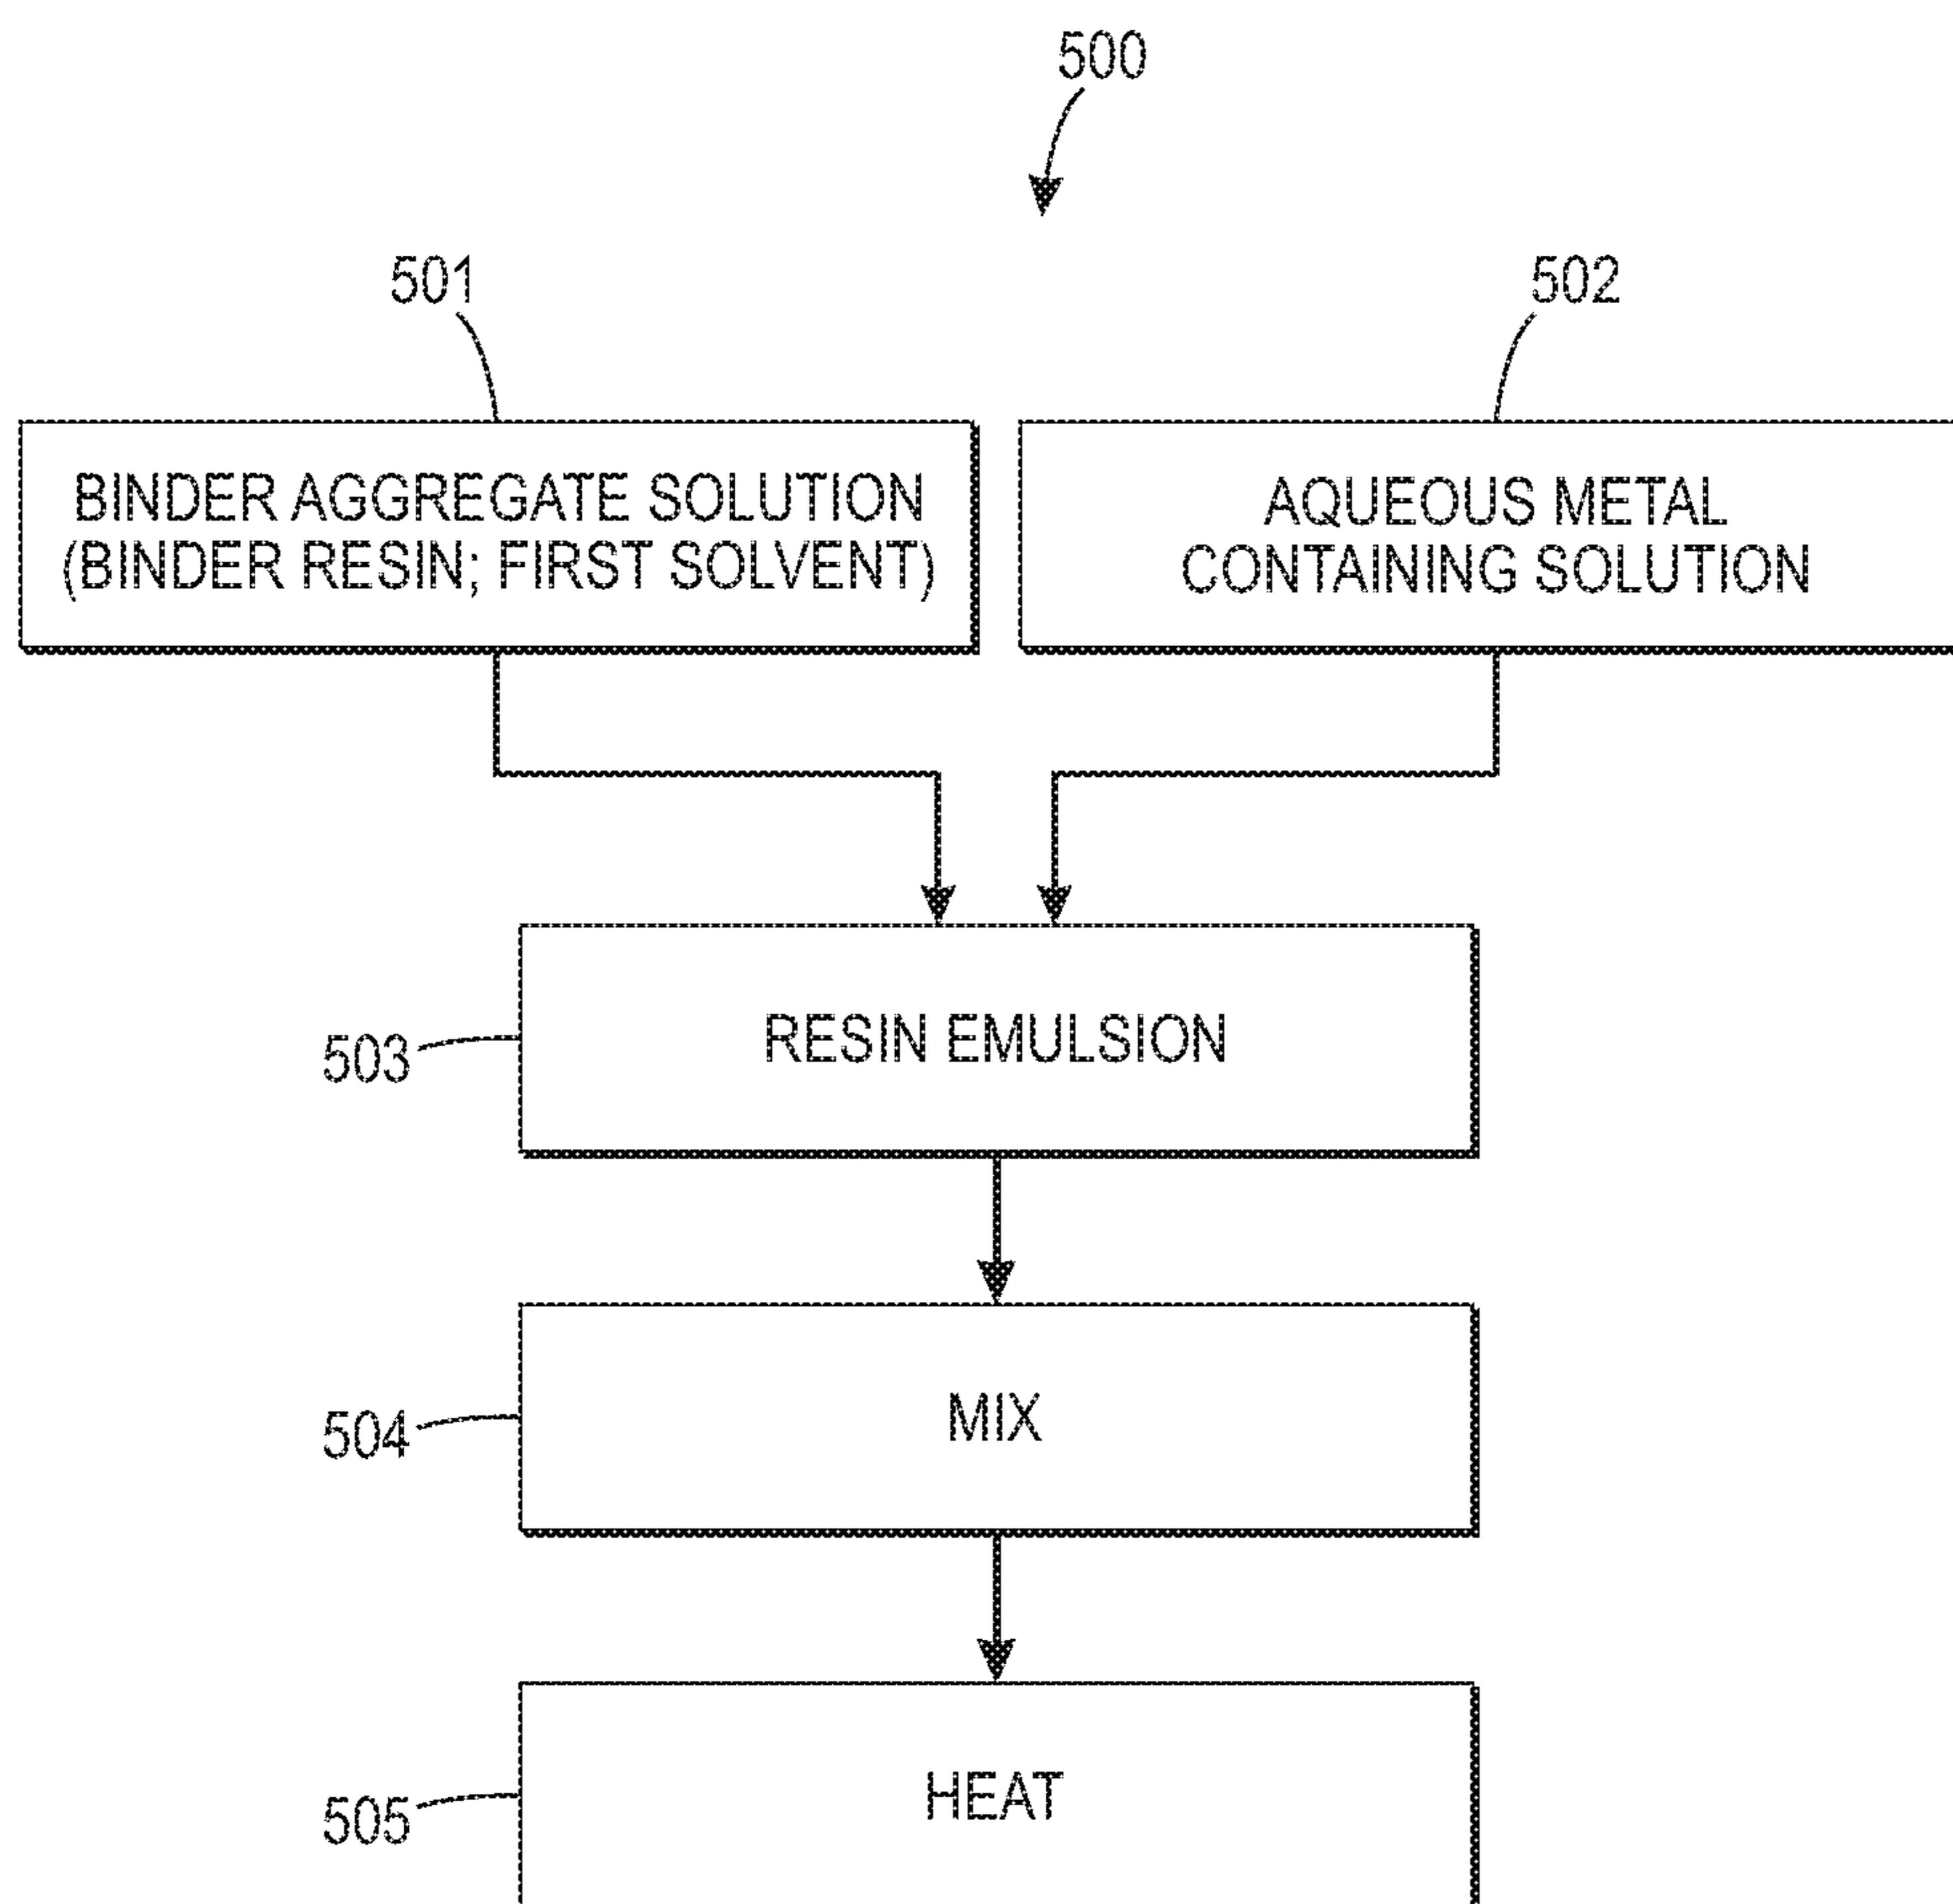 500
501
502
BINDER AGGREGATE SOLUTION
(BINDER RESIN; FIRST SOLVENT)
AQUEOUS METAL
CONTAINING SOLUTION
503
RESIN EMULSION
504
MIX
505
HEAT